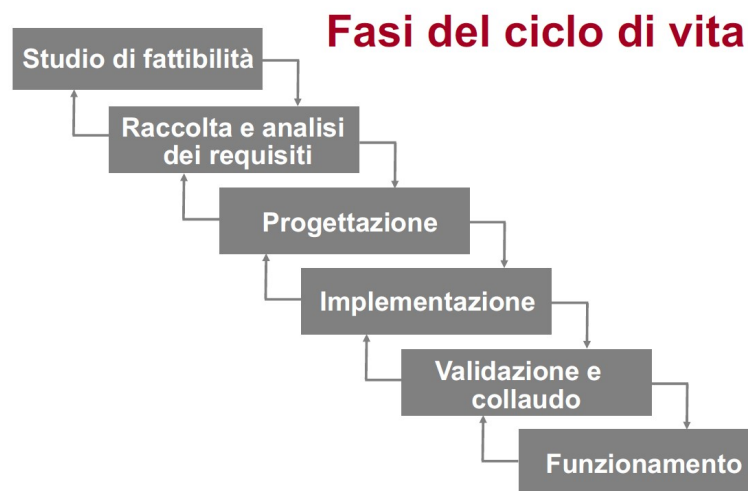 Fasi del ciclo di vita
Studio di fattibilità
Raccolta e analisi
dei requisiti
Progettazione
Implementazione
Validazione e
collaudo
Funzionamento